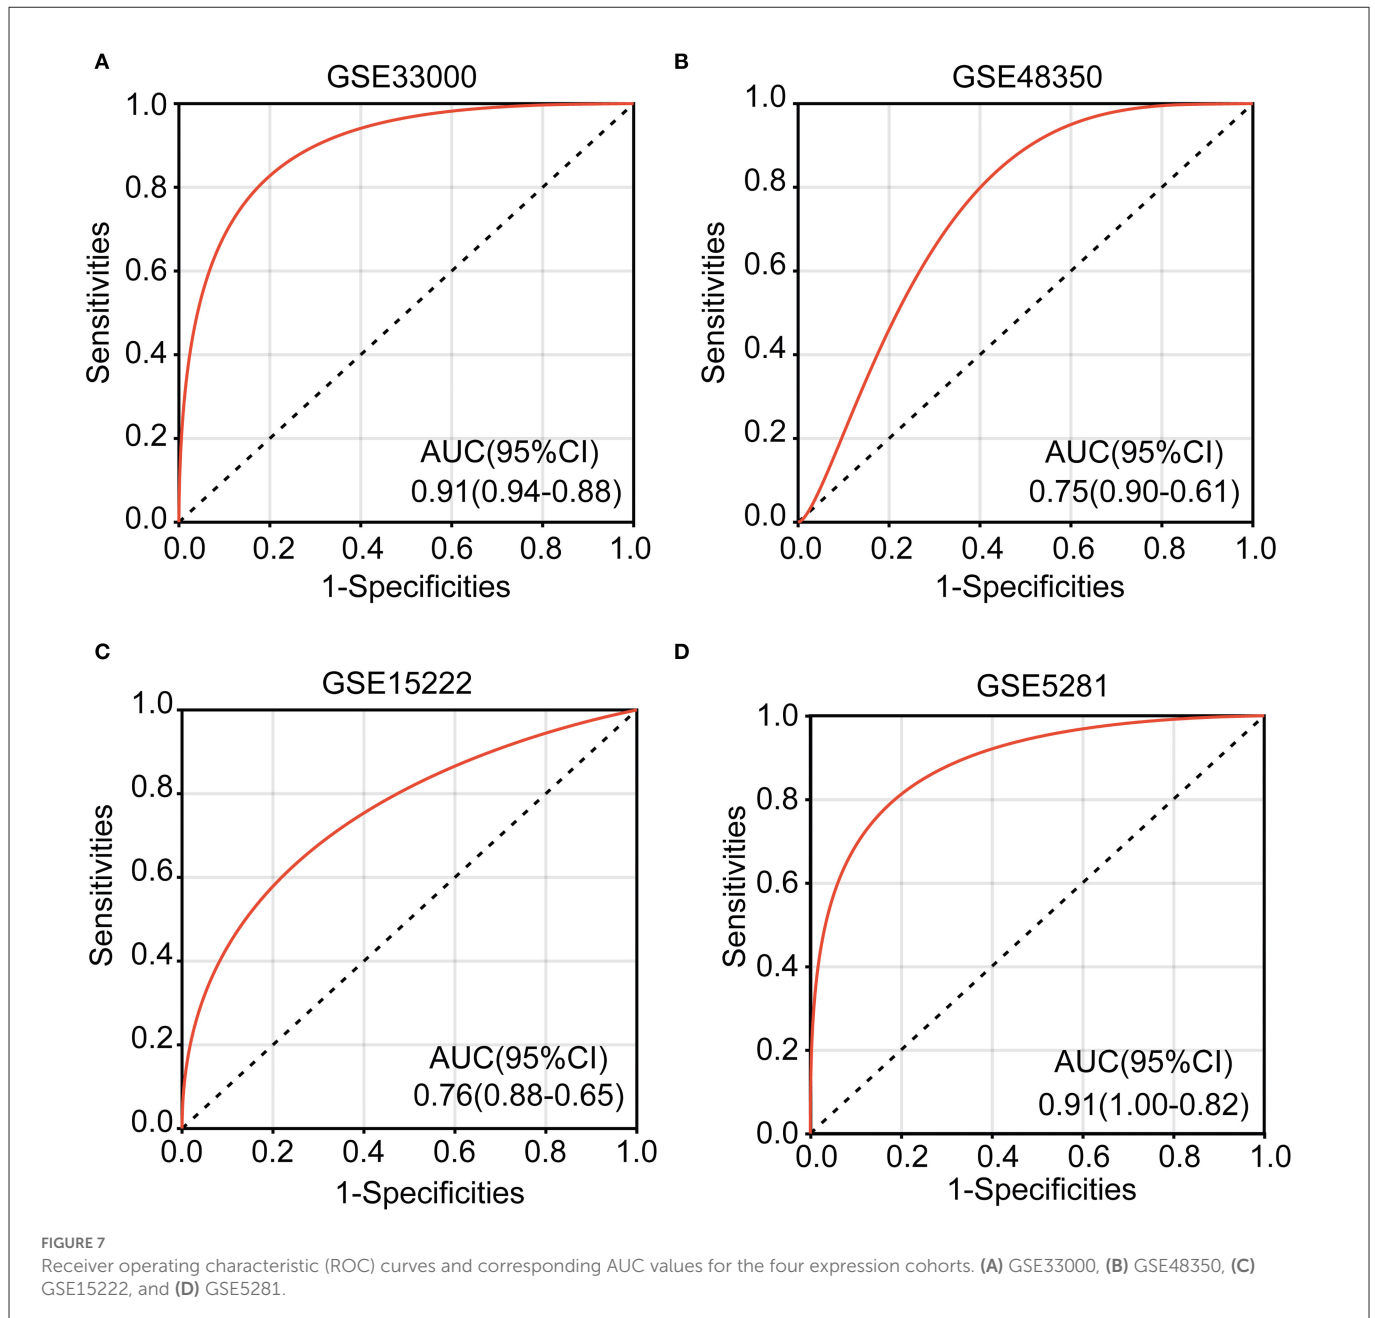 A
GSE33000
1.0
0.8
0.6
0.4
0.2
0.0
Sensitivities
AUC(95%CI)
0.91(0.94-0.88)
0.0 0.2 0.4 0.6 0.8 1.0
1-Specificities
B
GSE48350
1.0
0.8
0.6
0.4
0.2
0.0
Sensitivities
AUC(95%CI)
0.75(0.90-0.61)
0.0 0.2 0.4 0.6 0.8 1.0
1-Specificities
C
GSE15222
1.0
0.8
0.6
0.4
0.2
0.0
Sensitivities
AUC(95%CI)
0.76(0.88-0.65)
0.0 0.2 0.4 0.6 0.8 1.0
1-Specificities
D
GSE5281
1.0
0.8
0.6
0.4
0.2
0.0
Sensitivities
AUC(95%CI)
0.91(1.00-0.82)
0.0 0.2 0.4 0.6 0.8 1.0
1-Specificities
FIGURE 7
Receiver operating characteristic (ROC) curves and corresponding AUC values for the four expression cohorts. (A) GSE33000, (B) GSE48350, (C)
GSE15222, and (D) GSE5281.